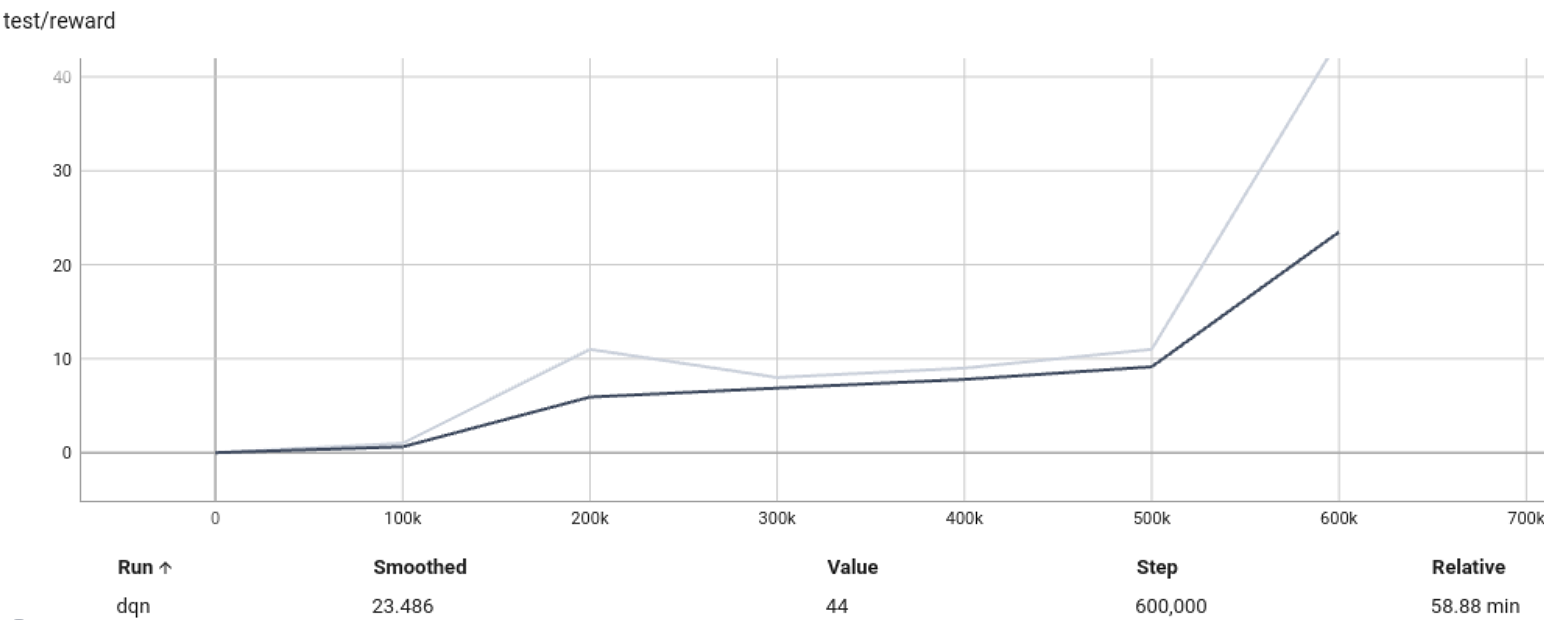 test/reward
40
30
20
10
0
0 100k 200k 300k 400k 500k 600k 700k
Run ↑ Smoothed Value Step Relative
dqn 23.486 44 600,000 58.88 min